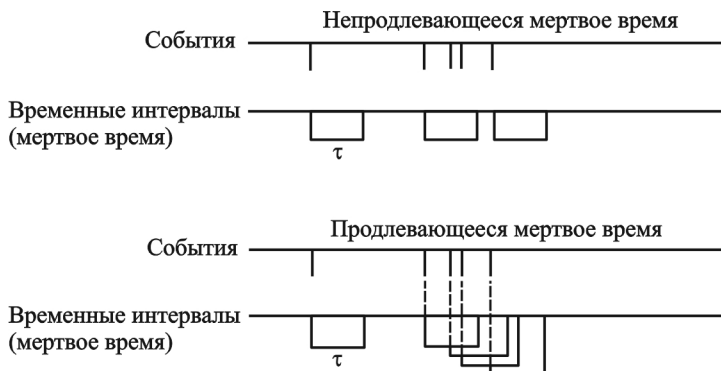 Непродлевающееся мертвое время
События
Временные интервалы
(мертвое время)
τ
Продлевающееся мертвое время
События
Временные интервалы
(мертвое время)
τ